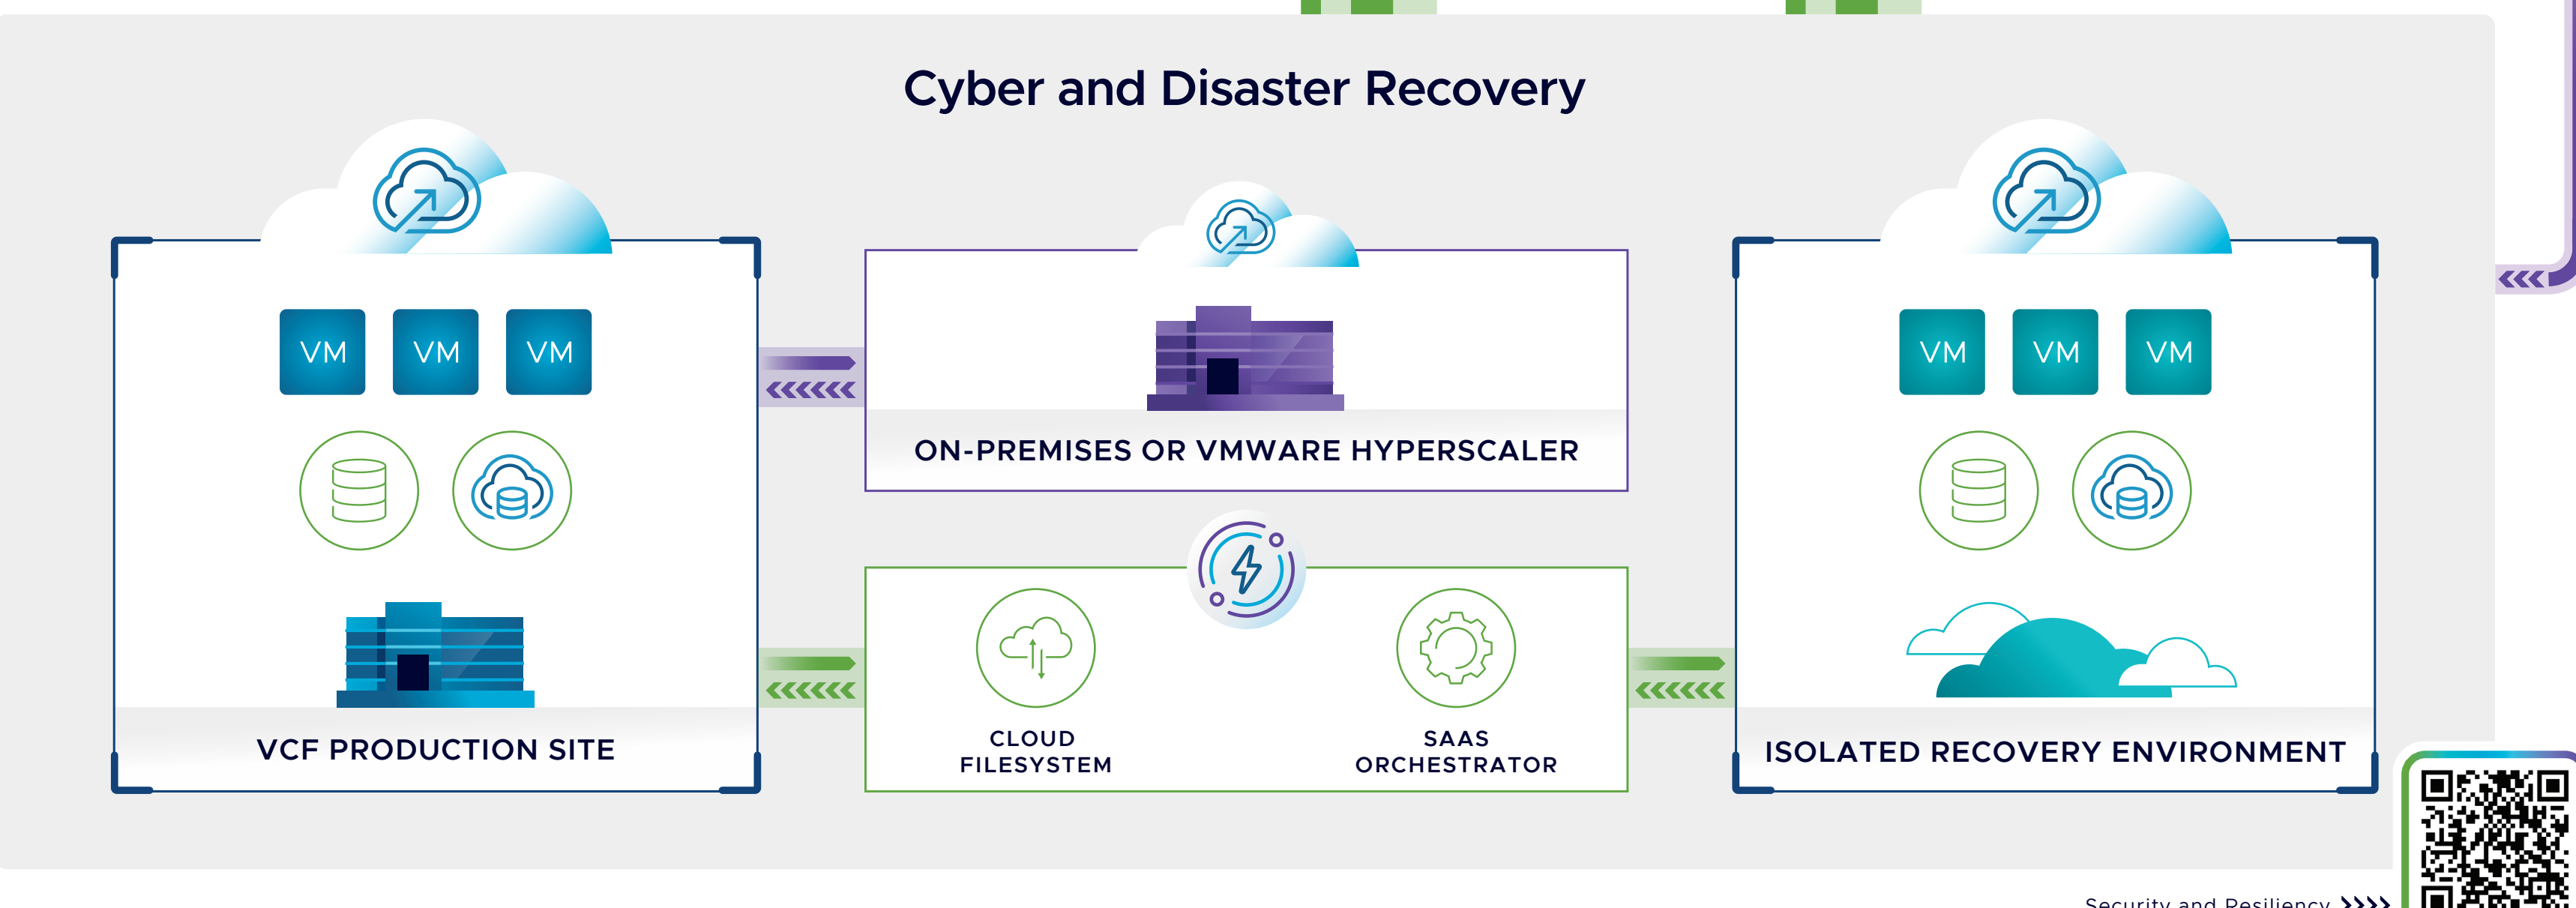 Cyber and Disaster Recovery
VM VM VM
VCF PRODUCTION SITE
ON-PREMISES OR VMWARE HYPERSCALER
CLOUD
FILESYSTEM
SAAS
ORCHESTRATOR
VM VM VM
ISOLATED RECOVERY ENVIRONMENT
Security and Resiliency